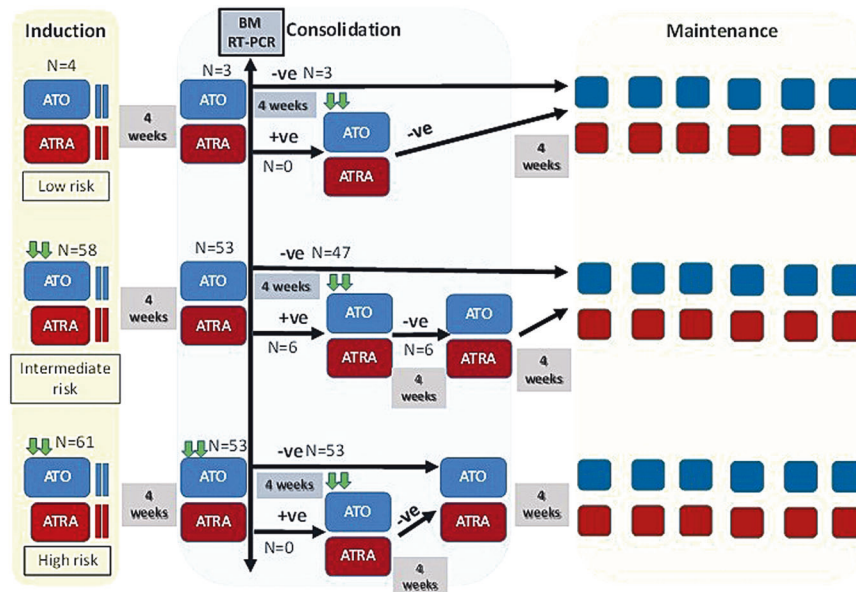 Induction
BM
RT-PCR
Consolidation
Maintenance
N=4
ATO
ATRA
Low risk
4
weeks
N=3
ATO
ATRA
-ve N=3
4 weeks
+ve
N=0
ATO
ATRA
-ve
4
weeks
N=58
ATO
ATRA
Intermediate
risk
4
weeks
N=53
ATO
ATRA
-ve N=47
4 weeks
+ve
N=6
ATO
ATRA
-ve
N=6
4
weeks
ATO
ATRA
4
weeks
N=61
ATO
ATRA
High risk
4
weeks
N=53
ATO
ATRA
-ve N=53
4 weeks
+ve
N=0
ATO
ATRA
-ve
4
weeks
ATO
ATRA
4
weeks